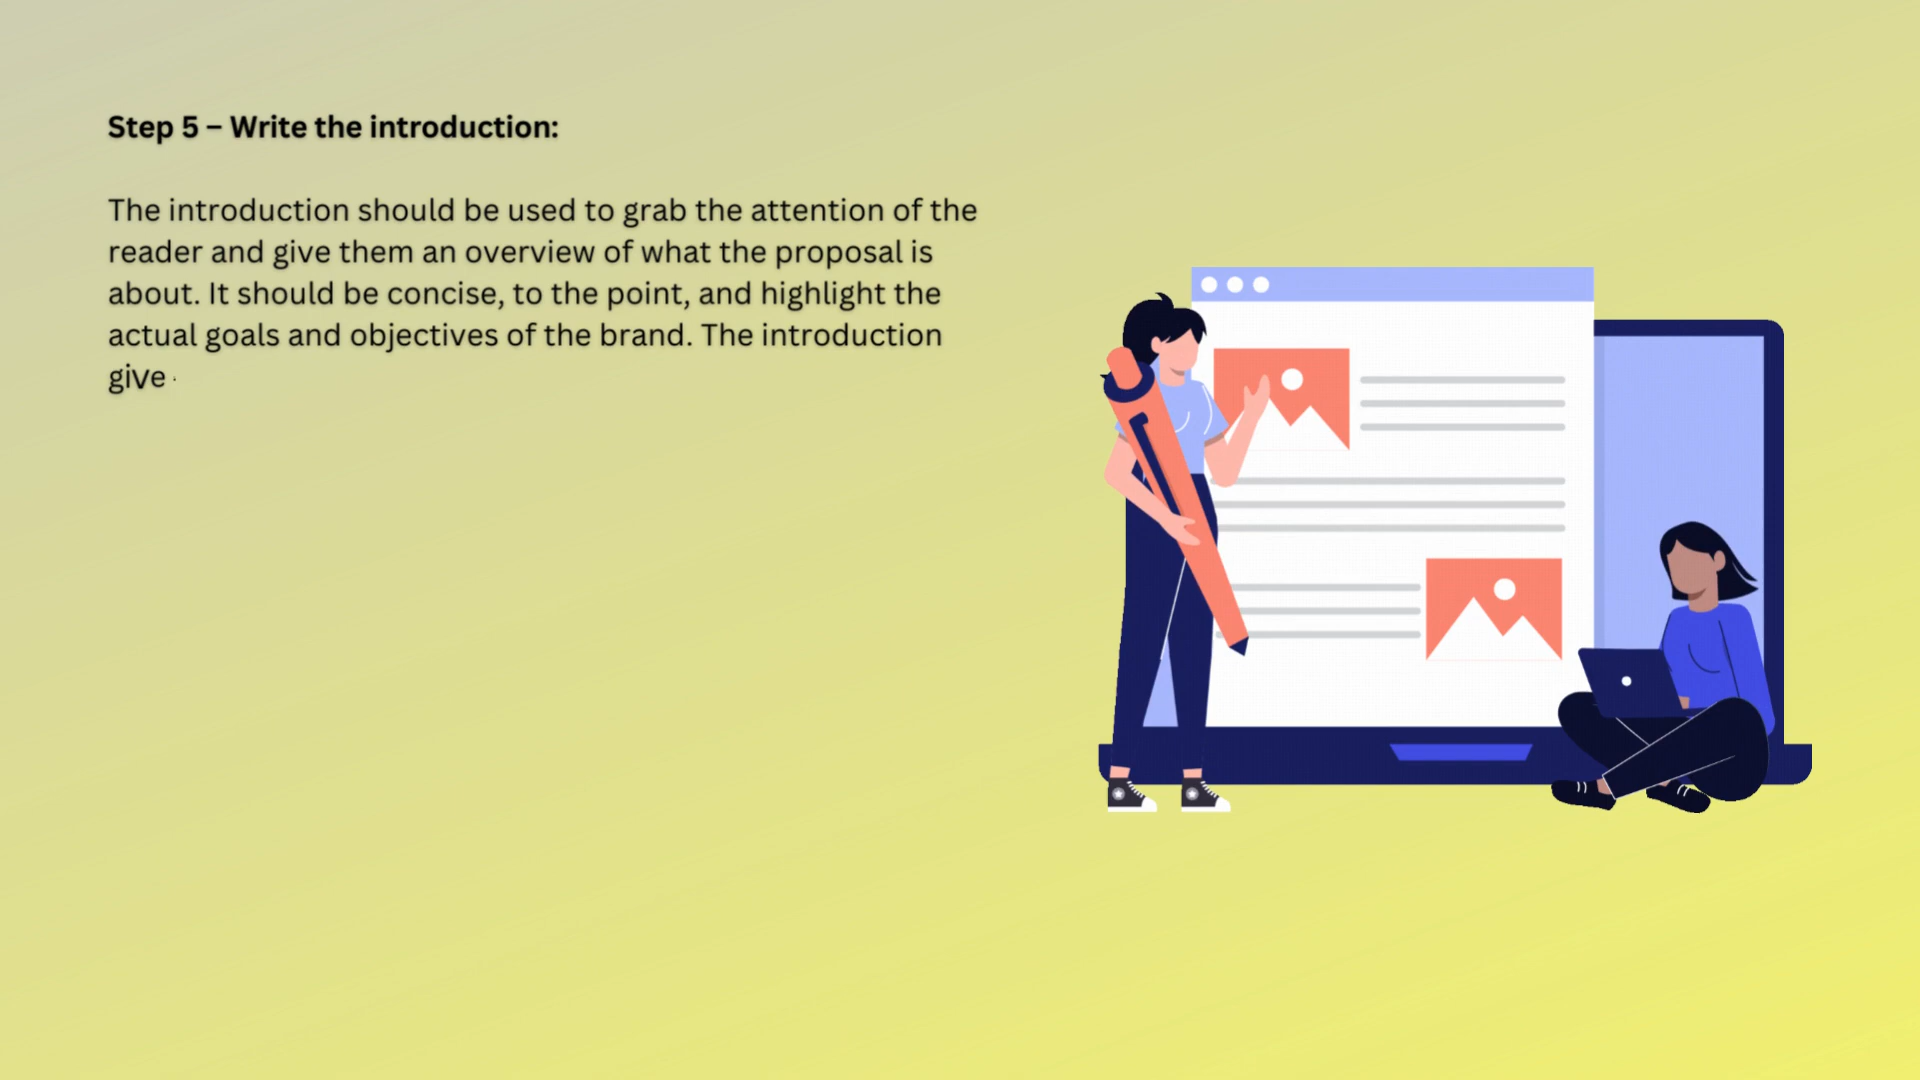 Step 5 – Write the introduction:
The introduction should be used to grab the attention of the
reader and give them an overview of what the proposal is
about. It should be concise, to the point, and highlight the
actual goals and objectives of the brand. The introduction
give